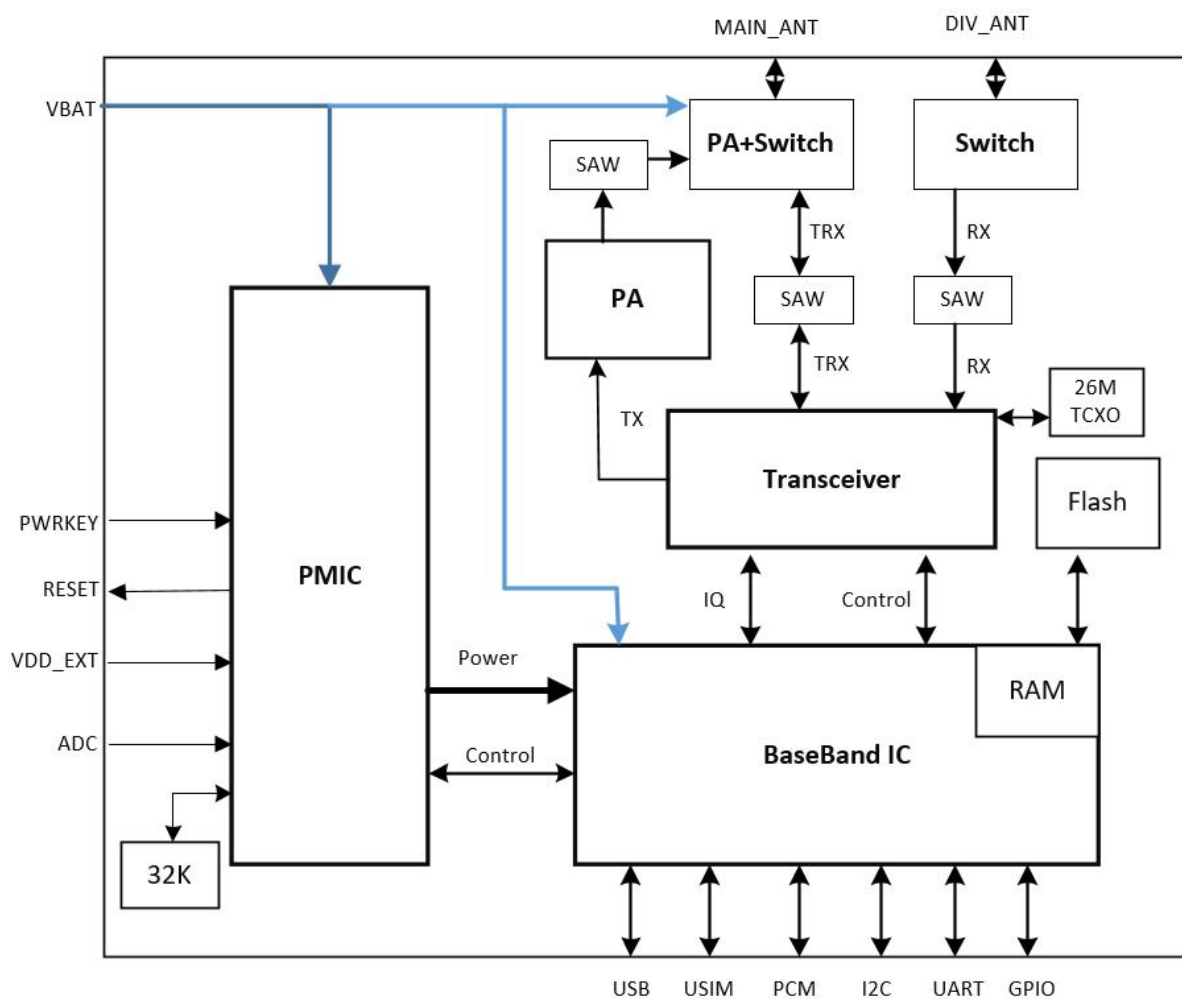 MAIN_ANT
DIV_ANT
VBAT
PA+Switch
Switch
SAW
TRX
RX
PA
SAW
SAW
TRX
RX
26M
TCXO
TX
Transceiver
Flash
PWRKEY
PMIC
RESET
IQ
Control
VDD_EXT
Power
RAM
ADC
Control
BaseBand IC
32K
USB
USIM
PCM
I2C
UART
GPIO